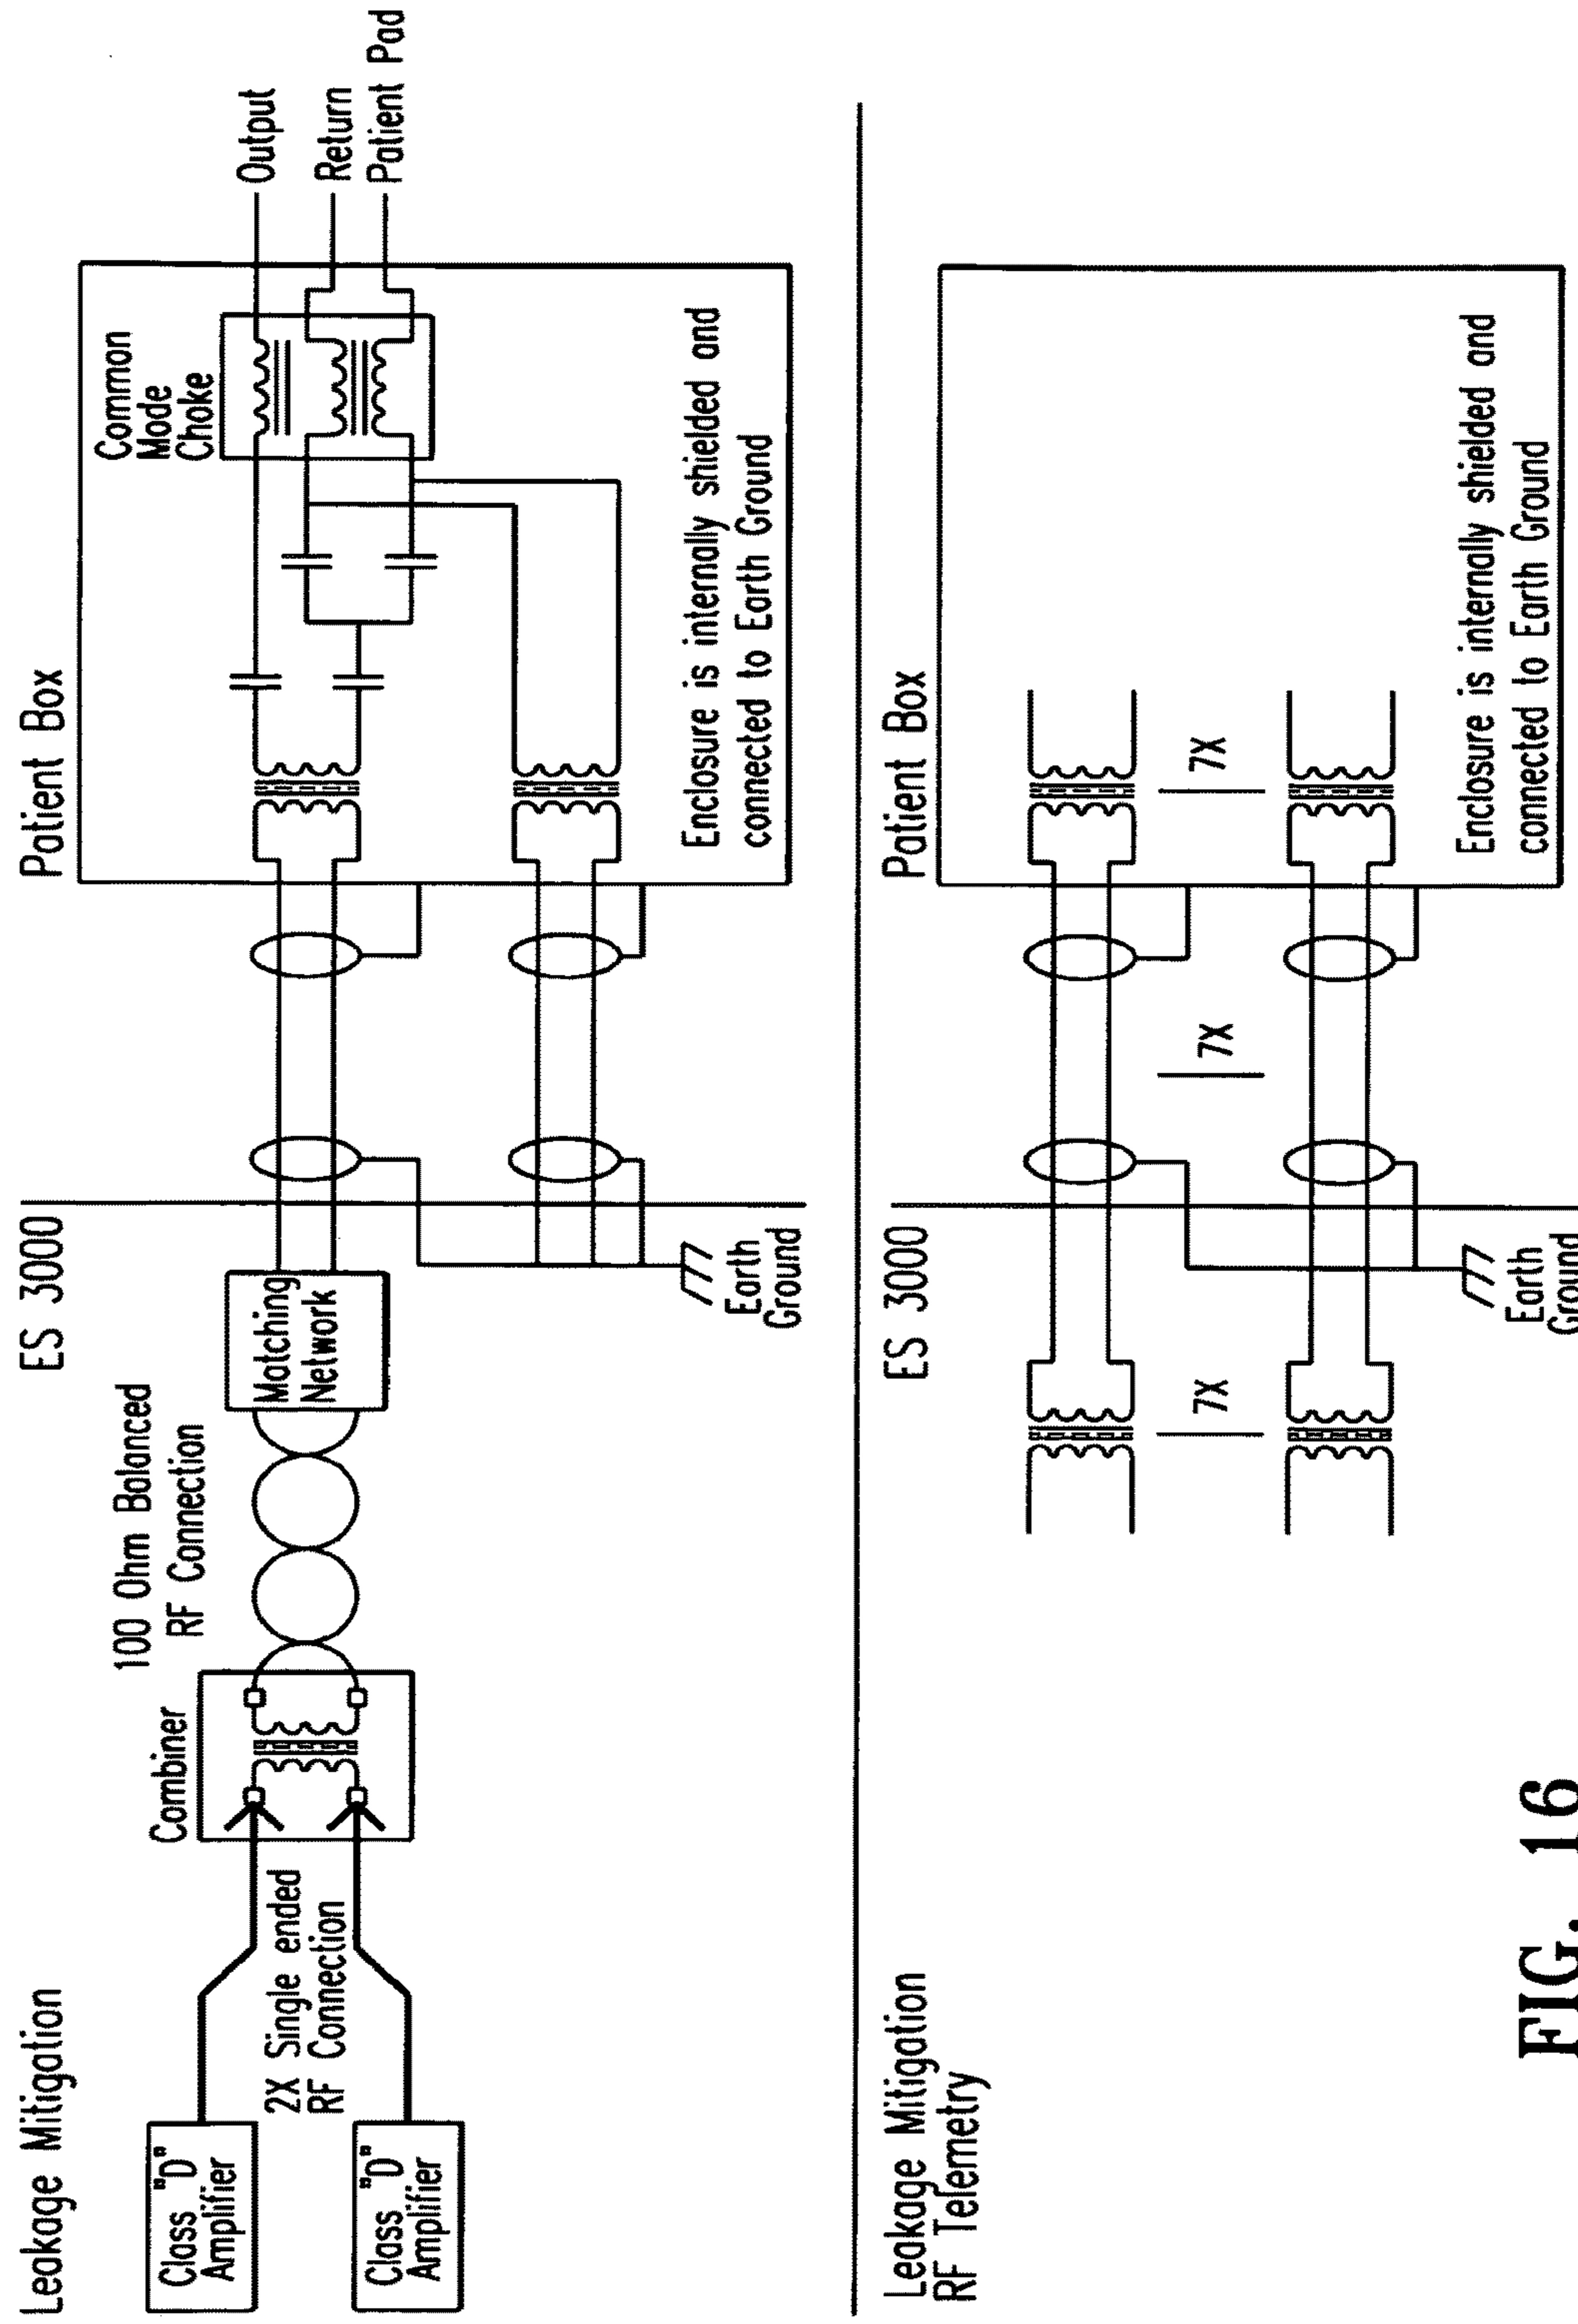 Leakage Mitigation
ES 3000
Patient Box
Class "D"
Amplifier
Class "D"
Amplifier
2X Single ended
RF Connection
Combiner
100 Ohm Balanced
RF Connection
Matching
Network
Earth
Ground
Common
Mode
Choke
Output
Return
Patient Pad
Enclosure is internally shielded and
connected to Earth Ground
Leakage Mitigation
RF Telemetry
ES 3000
Patient Box
7X
7X
7X
Earth
Ground
Enclosure is internally shielded and
connected to Earth Ground
FIG. 16